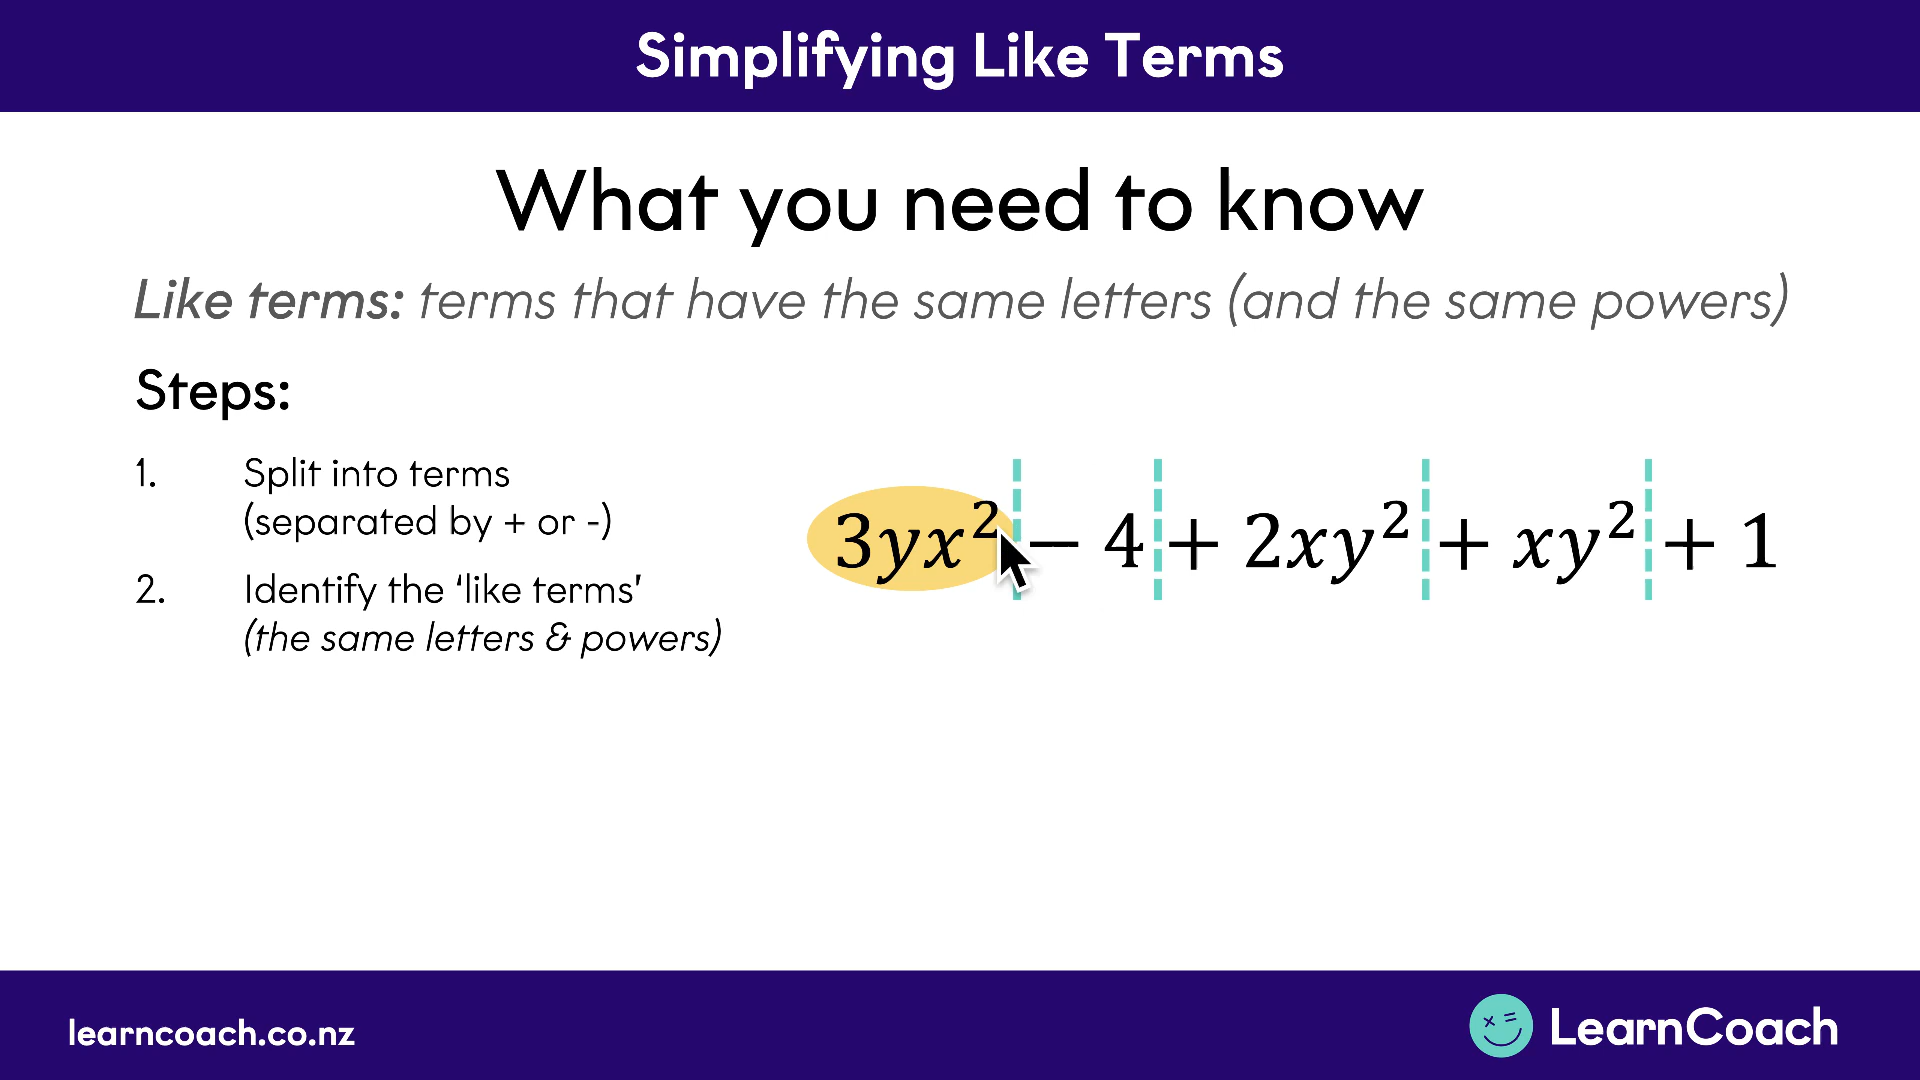 Simplifying Like Terms
What you need to know
Like terms: terms that have the same letters (and the same powers)
Steps:
1. Split into terms
(separated by + or -)
3yx² − 4 + 2xy² + xy² + 1
2. Identify the ‘like terms’
(the same letters & powers)
learncoach.co.nz
LearnCoach